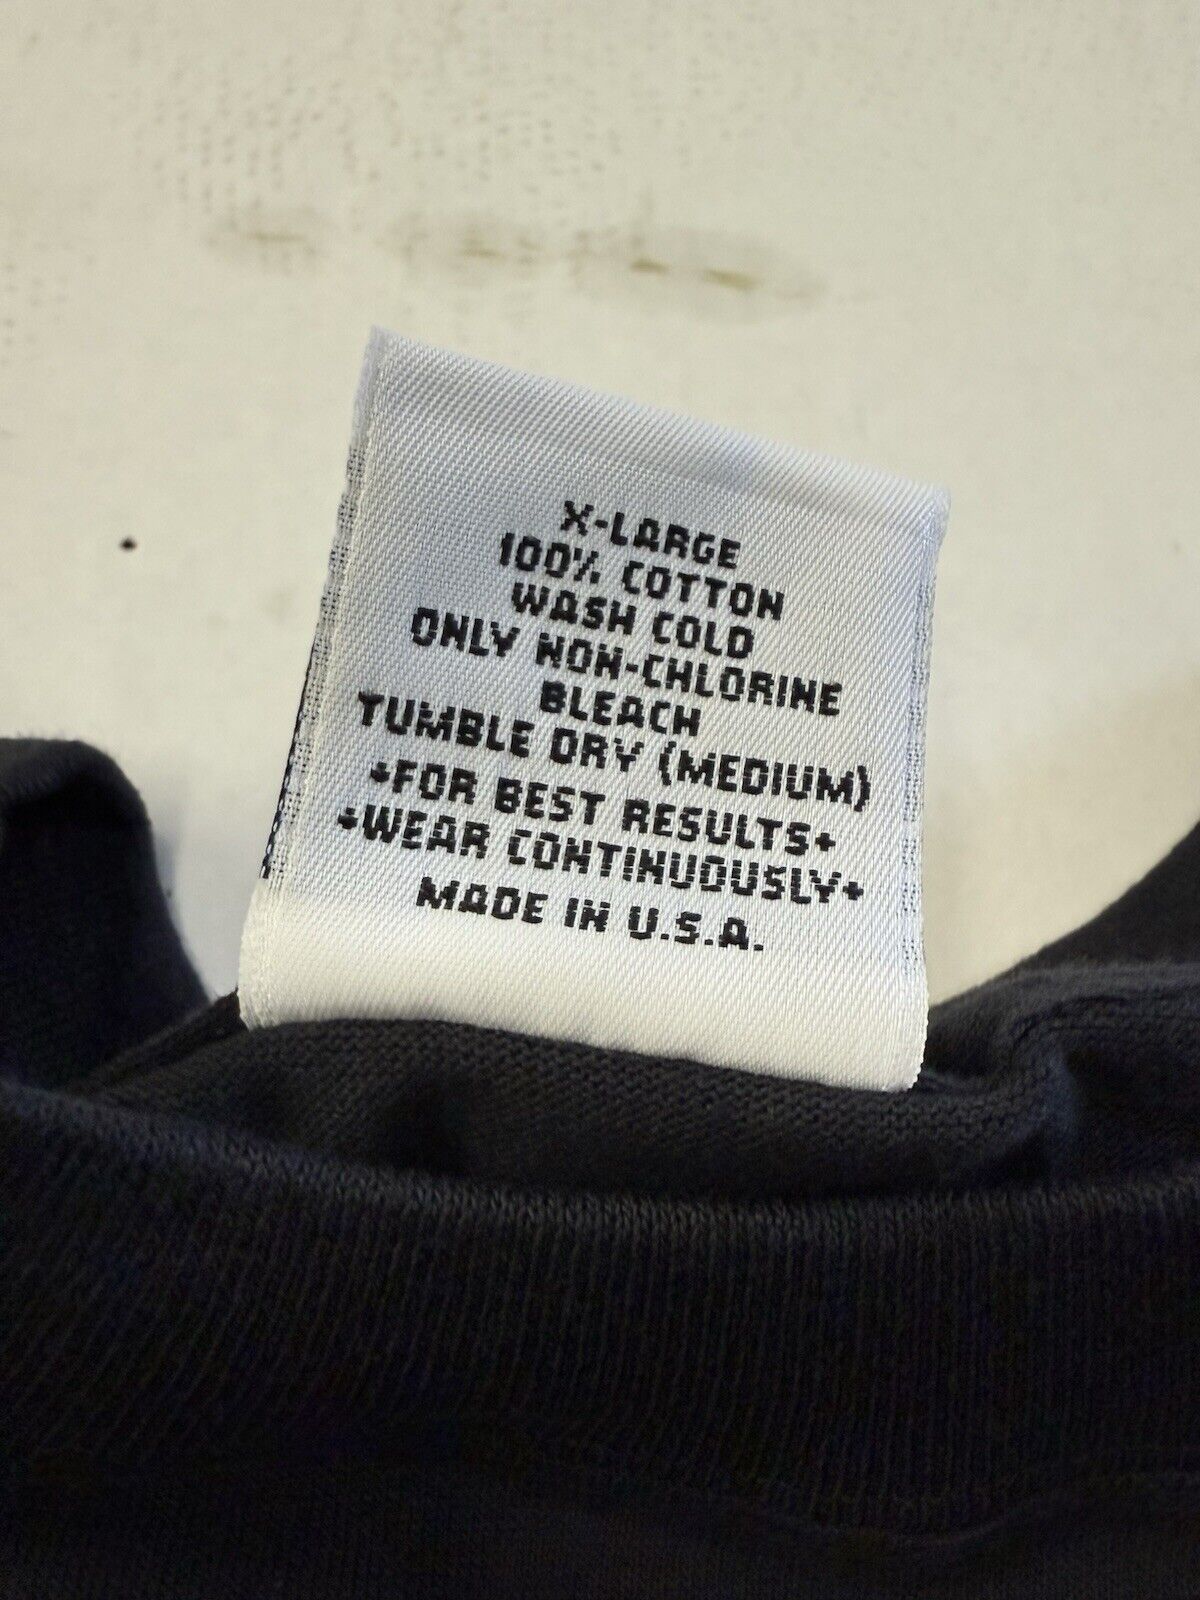 X-LARGE
100% COTTON
WASH COLD
ONLY NON-CHLORINE
BLEACH
TUMBLE DRY (MEDIUM)
+FOR BEST RESULTS+
+WEAR CONTINUOUSLY+
MADE IN U.S.A.